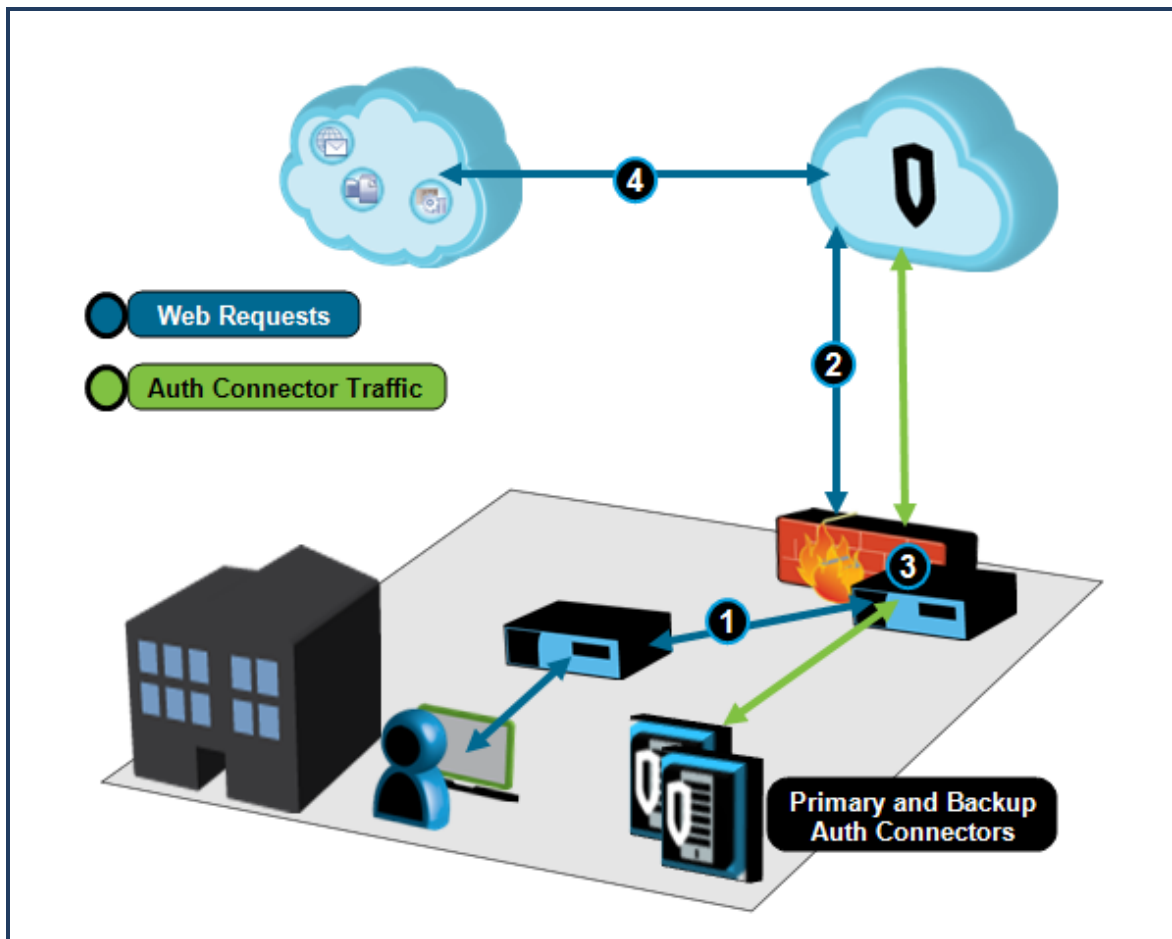 4
Web Requests
2
Auth Connector Traffic
3
1
Primary and Backup
Auth Connectors